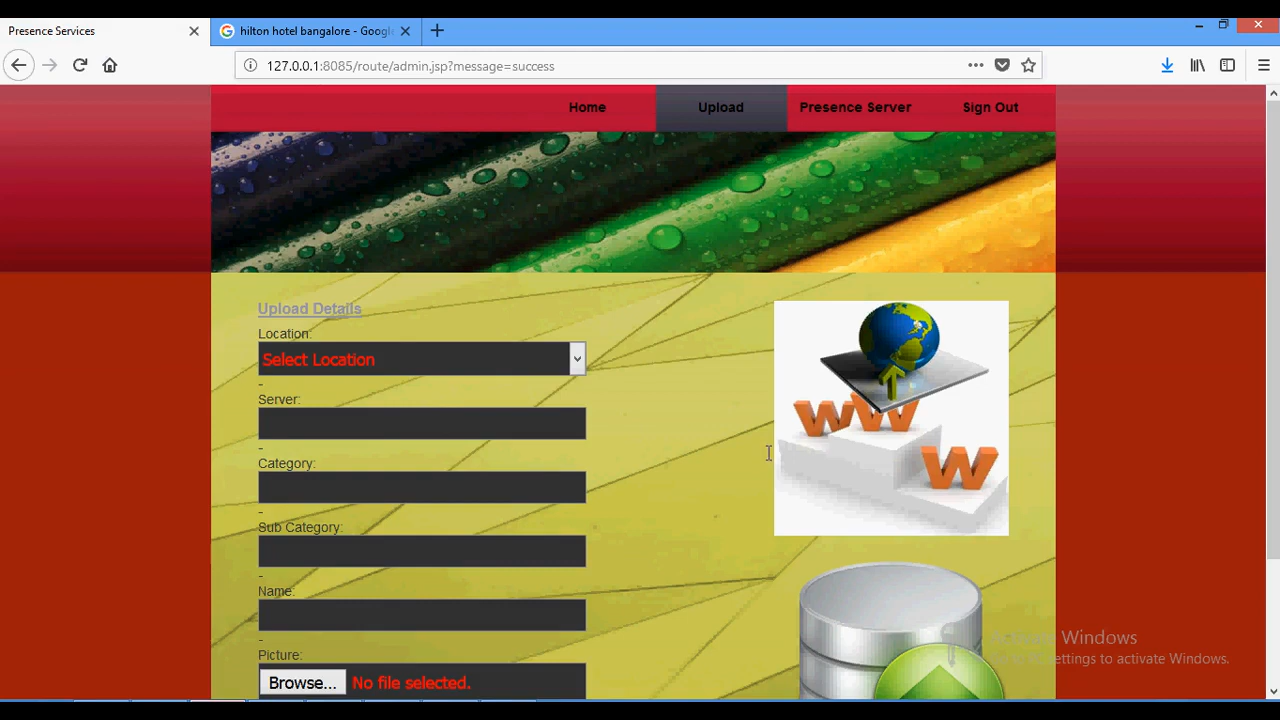 Presence Services
hilton hotel bangalore - Googl
127.0.0.1:8085/route/admin.jsp?message=success
Home Upload Presence Server Sign Out
Upload Details
Location:
Select Location
-
Server:
-
Category:
-
Sub Category:
-
Name:
-
Picture:
Browse... No file selected.
W W W
Activate Windows
settings to activate Windows.